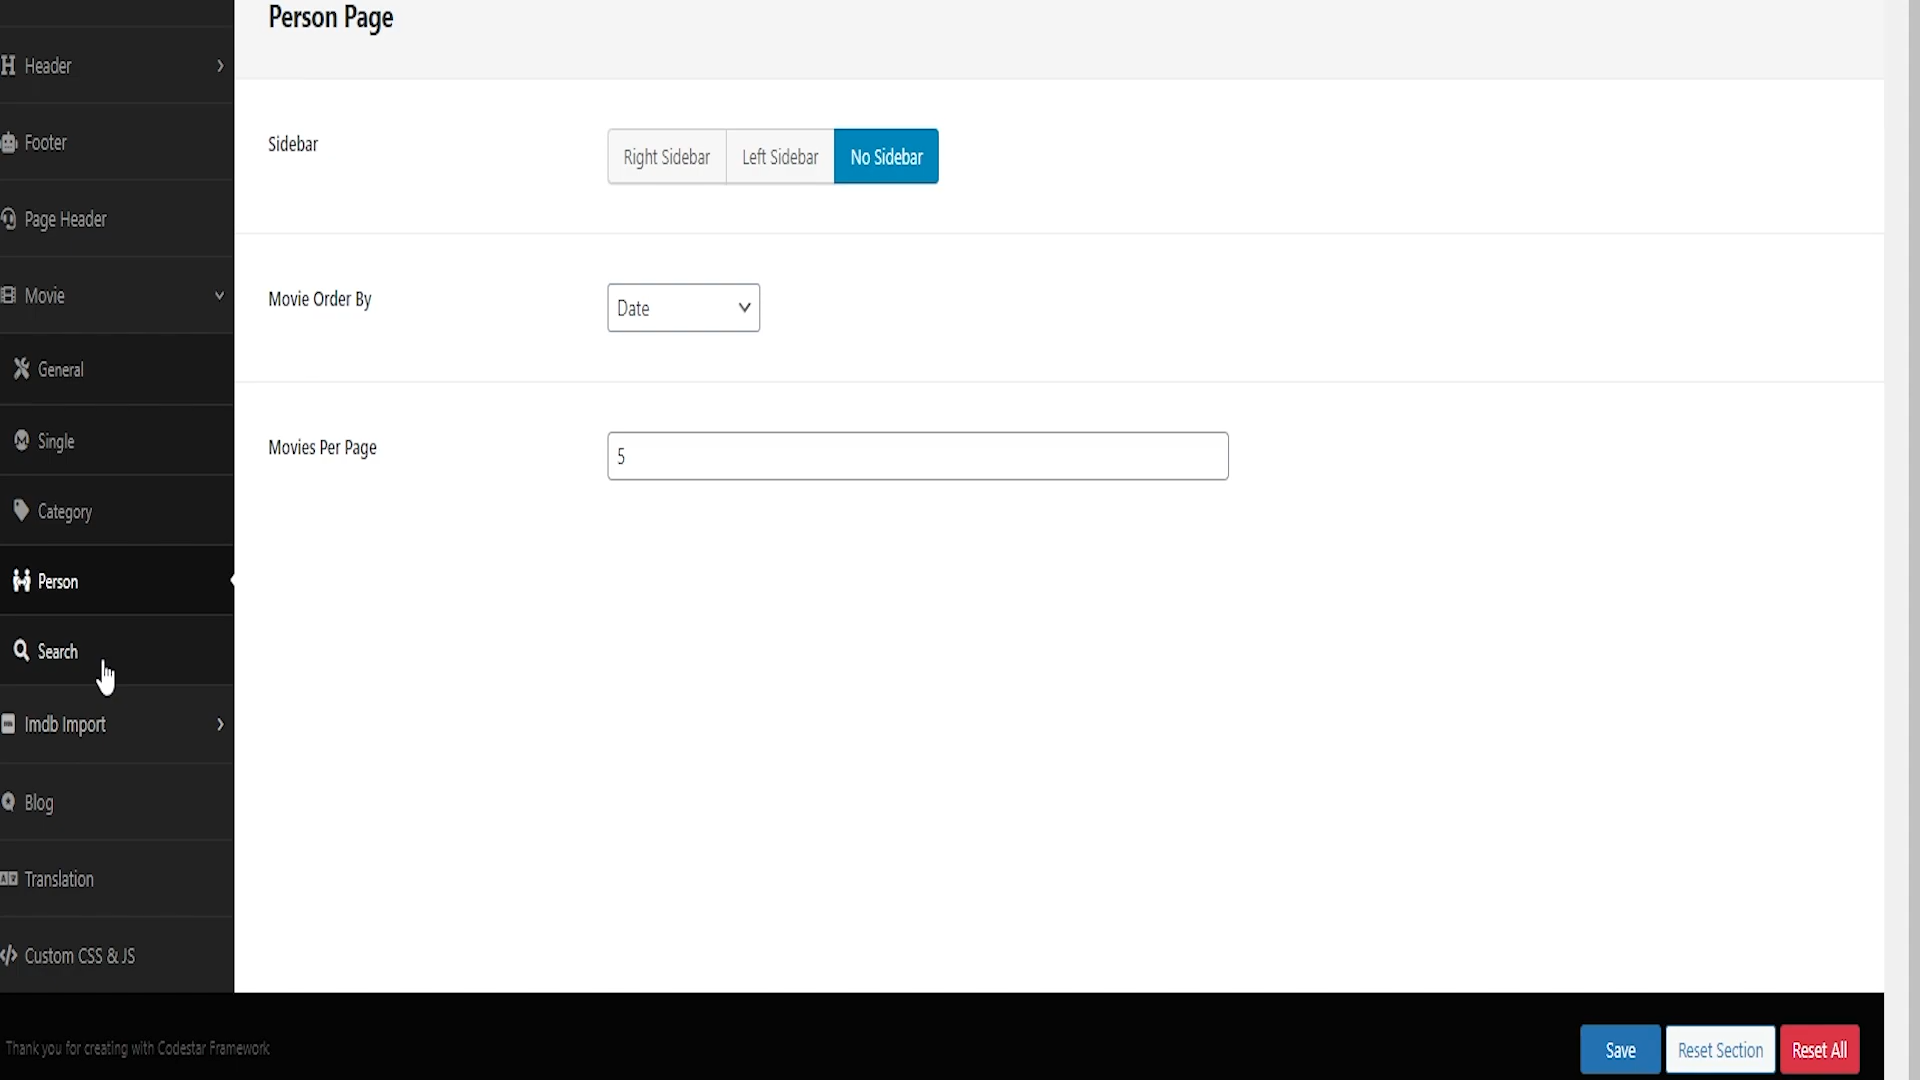 Person Page
Header
Footer
Page Header
Movie
General
Single
Category
Person
Search
Imdb Import
Blog
Translation
Custom CSS & JS
Sidebar
Right Sidebar
Left Sidebar
No Sidebar
Movie Order By
Date
Movies Per Page
5
Thank you for creating with Codestar Framework
Save
Reset Section
Reset All